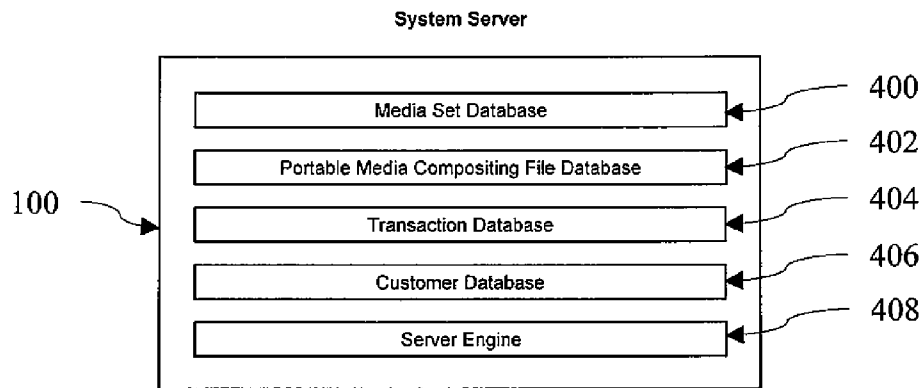 System Server
Media Set Database
400
Portable Media Compositing File Database
402
100
Transaction Database
404
Customer Database
406
Server Engine
408